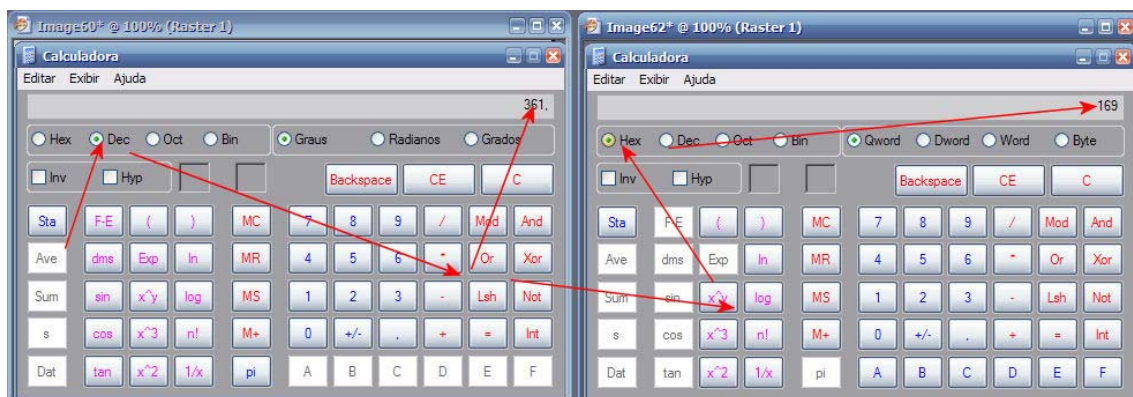 Image60* @ 100% (Raster 1)
Calculadora
Editar Exibir Ajuda
361,
Hex Dec Oct Bin Graus Radianos Grados
Inv Hyp Backspace CE C
Sta F-E ( ) MC 7 8 9 / Mod And
Ave dms Exp ln MR 4 5 6 * Or Xor
Sum sin x^y log MS 1 2 3 - Lsh Not
s cos x^3 n! M+ 0 +/- , + = Int
Dat tan x^2 1/x pi A B C D E F
Image62* @ 100% (Raster 1)
Calculadora
Editar Exibir Ajuda
169
Hex Dec Oct Bin Qword Dword Word Byte
Inv Hyp Backspace CE C
Sta F-E ( ) MC 7 8 9 / Mod And
Ave dms Exp ln MR 4 5 6 * Or Xor
Sum sin x^y log MS 1 2 3 - Lsh Not
s cos x^3 n! M+ 0 +/- , + = Int
Dat tan x^2 1/x pi A B C D E F